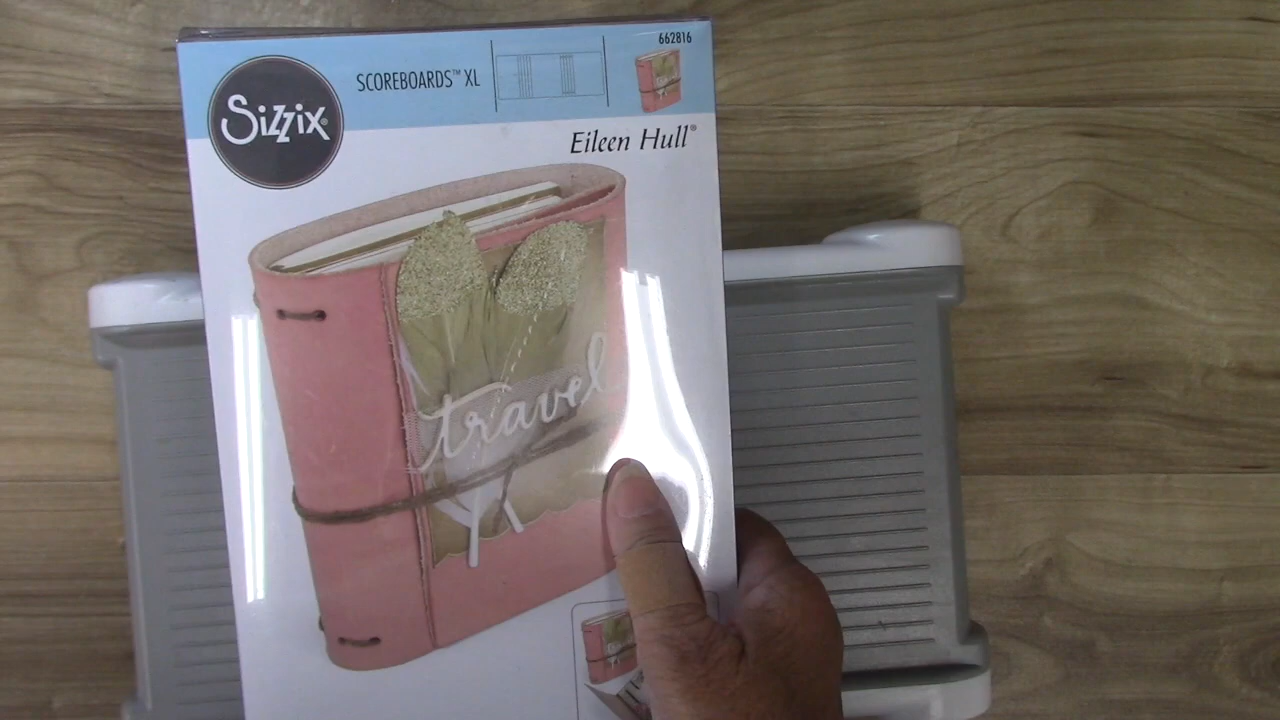 662816
SCOREBOARDS™ XL
Sizzix®
Eileen Hull®
travel